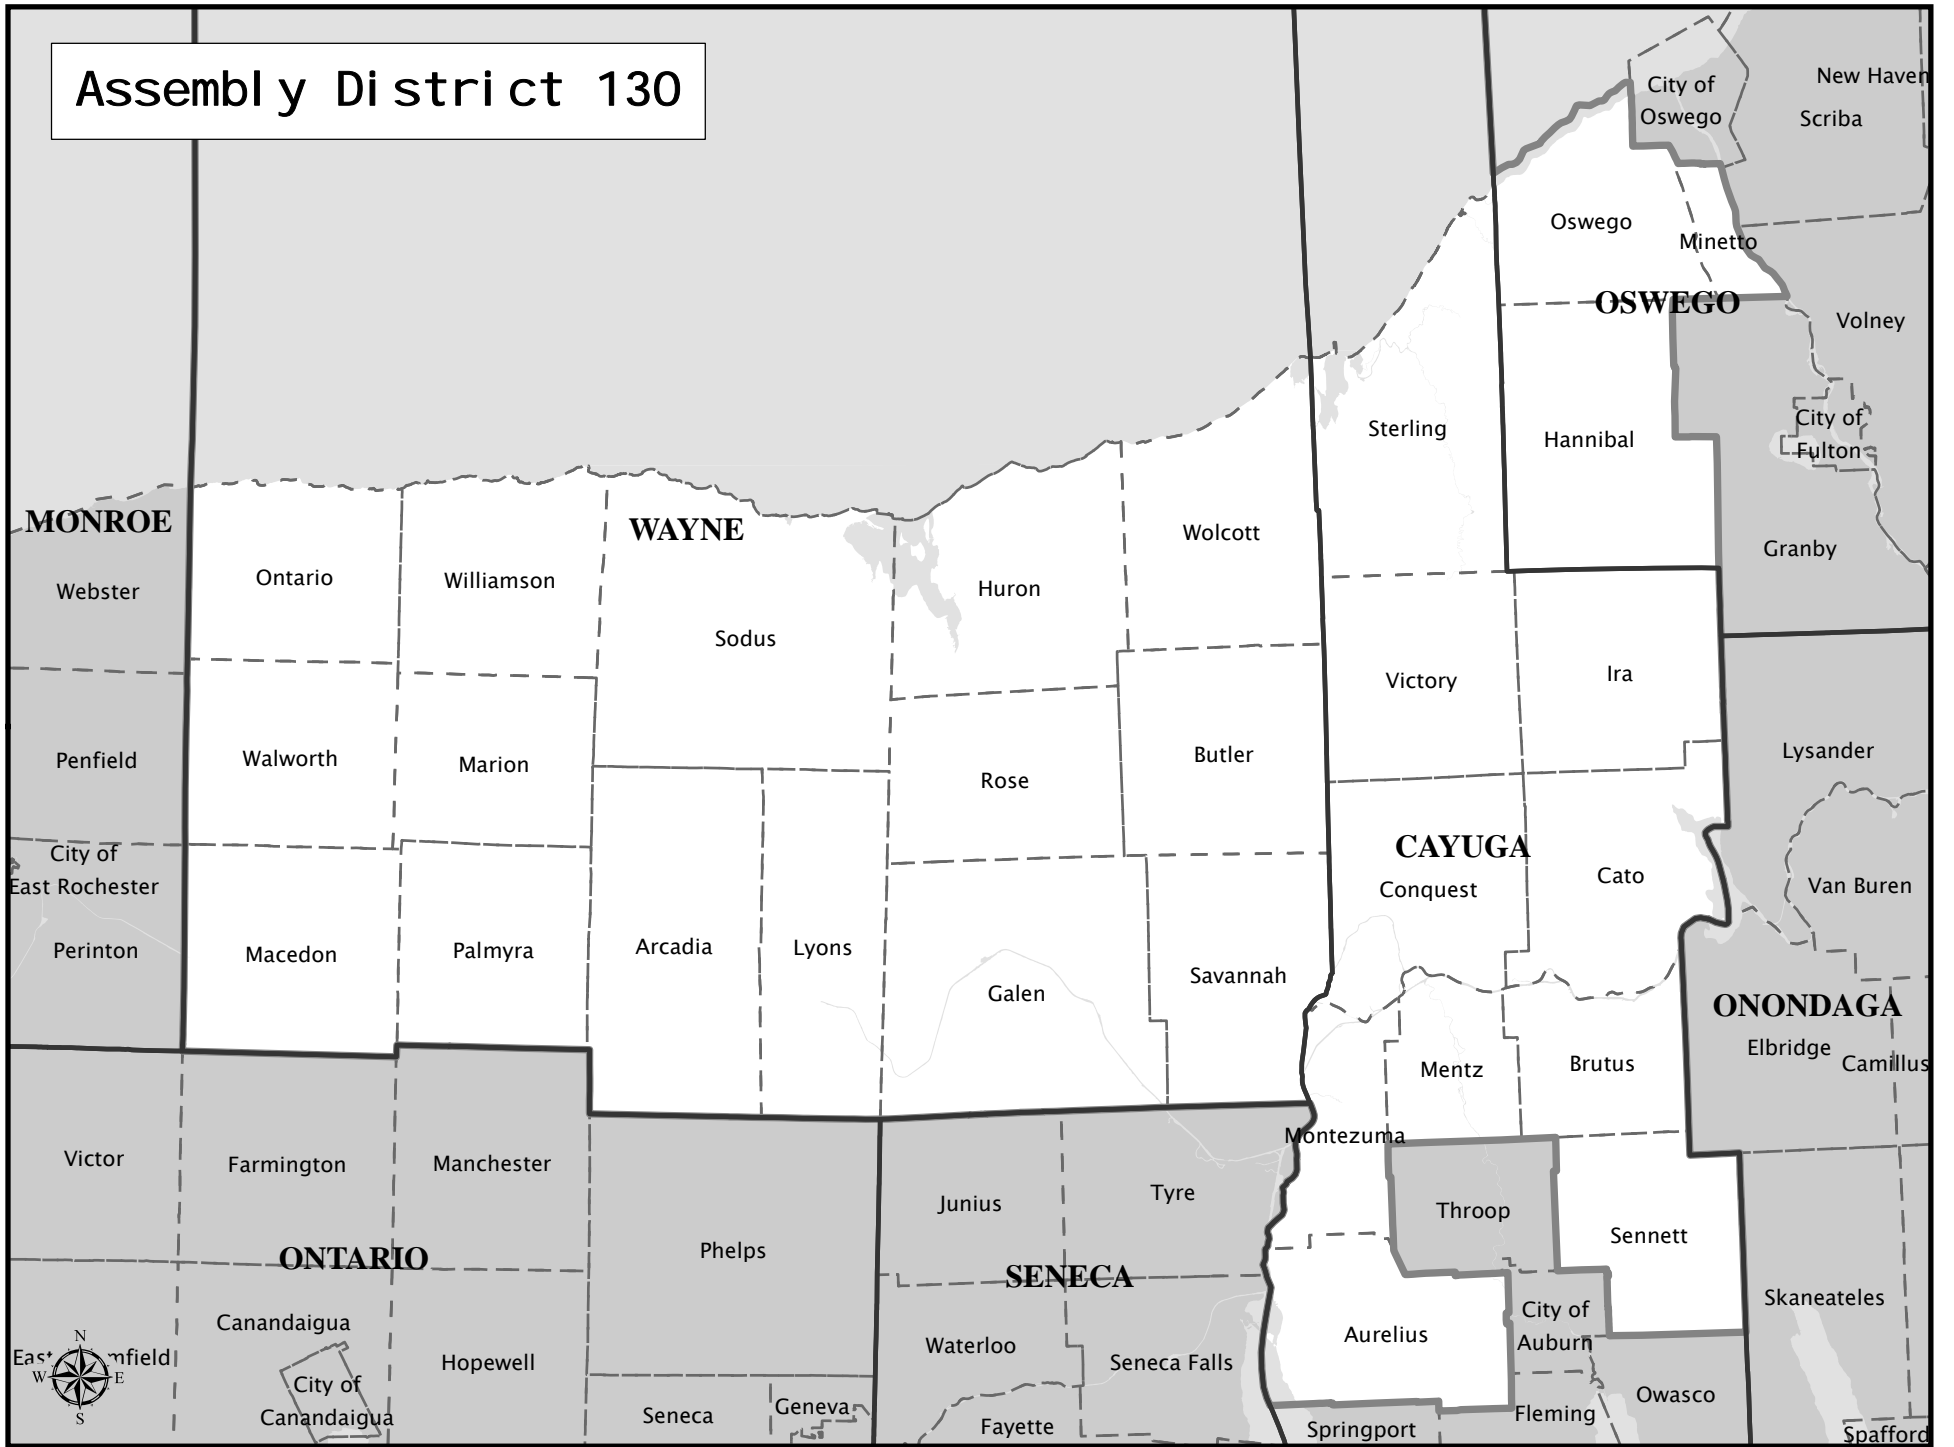 Assembly District 130
City of
Oswego
New Haven
Scriba
Oswego
Minetto
OSWEGO
Volney
City of
Fulton
Sterling
Hannibal
Granby
MONROE
WAYNE
Webster
Ontario
Williamson
Sodus
Huron
Wolcott
Victory
Ira
Penfield
Walworth
Marion
Rose
Butler
Lysander
CAYUGA
City of
East Rochester
Conquest
Cato
Van Buren
Perinton
Macedon
Palmyra
Arcadia
Lyons
Galen
Savannah
ONONDAGA
Elbridge
Camillus
Mentz
Brutus
Montezuma
Victor
Farmington
Manchester
Junius
Tyre
Throop
Sennett
Phelps
ONTARIO
SENECA
Canandaigua
Waterloo
Seneca Falls
Aurelius
City of
Auburn
Skaneateles
East mfield
N
W E
S
City of
Canandaigua
Hopewell
Seneca
Geneva
Fayette
Springport
Fleming
Owasco
Spafford